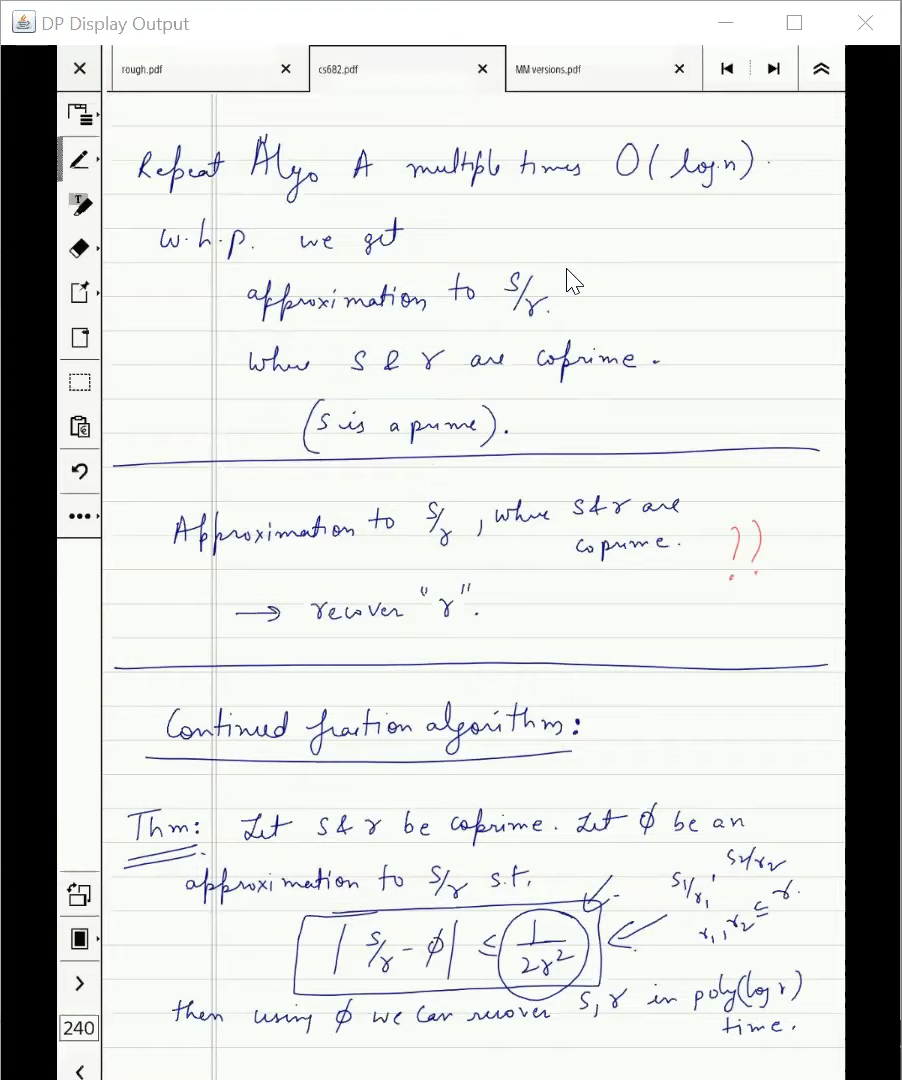 DP Display Output
rough.pdf
cs682.pdf
MM versions.pdf
Repeat Algo A multiple times O(log n).
w.h.p. we get
approximation to s/r.
where s & r are coprime.
(s is a prime).
Approximation to s/r, where s & r are
coprime. ??
→ recover "r".
Continued fraction algorithm:
Thm: Let s & r be coprime. Let ϕ be an
approximation to s/r s.t.
s1/r1, s2/r2
r1, r2 ≤ r.
| s/r - ϕ | ≤ 1/2r²
then using ϕ we can recover s, r in poly(log r)
time.
240